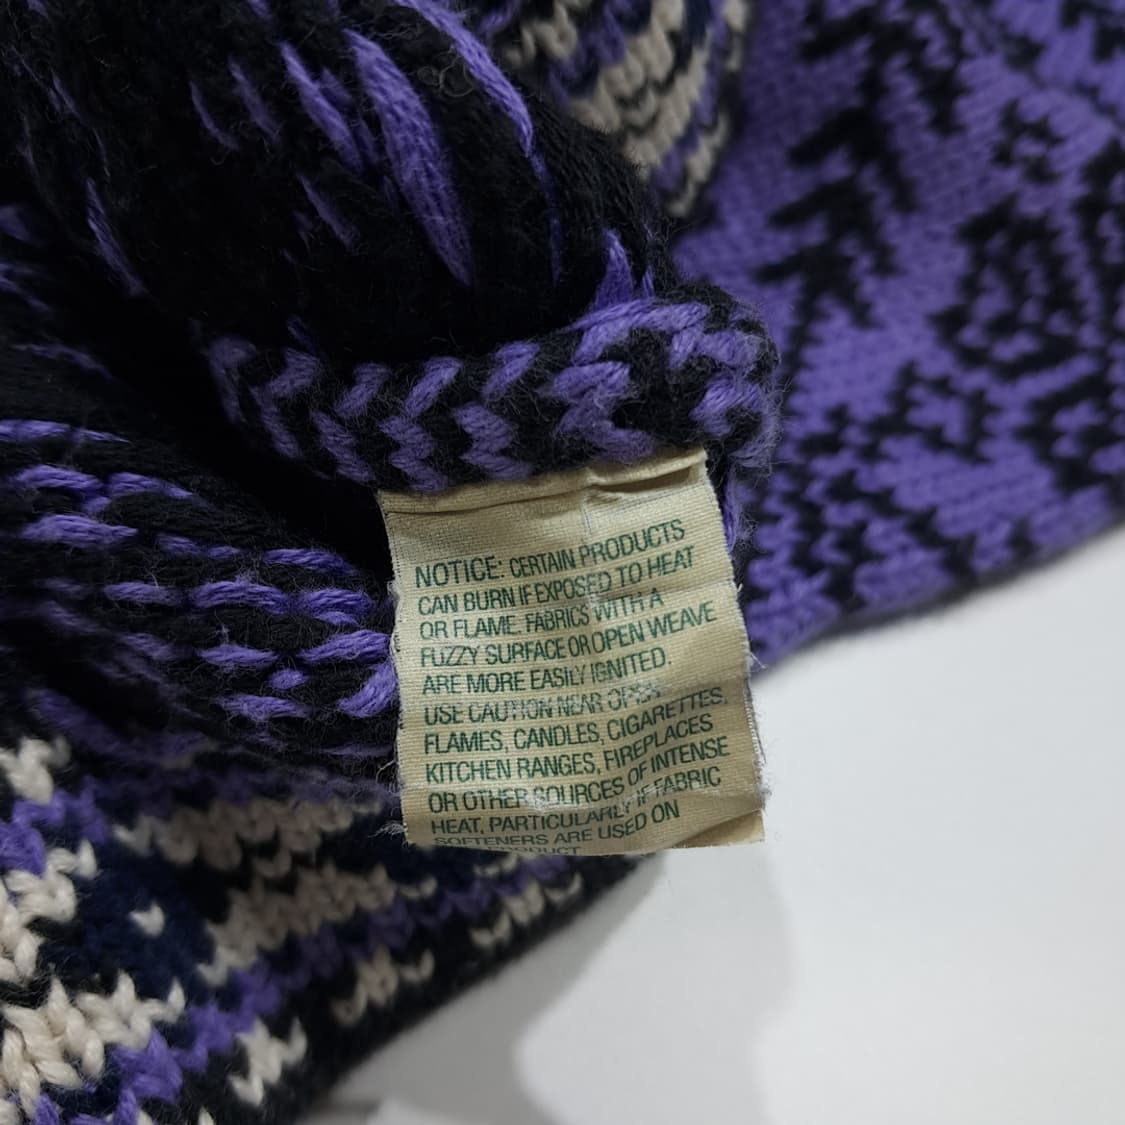 NOTICE: CERTAIN PRODUCTS
CAN BURN IF EXPOSED TO HEAT
OR FLAME. FABRICS WITH A
FUZZY SURFACE OR OPEN WEAVE
ARE MORE EASILY IGNITED.
USE CAUTION NEAR OPEN
FLAMES, CANDLES, CIGARETTES,
KITCHEN RANGES, FIREPLACES
OR OTHER SOURCES OF INTENSE
HEAT, PARTICULARLY IF FABRIC
SOFTENERS ARE USED ON
PRODUCT